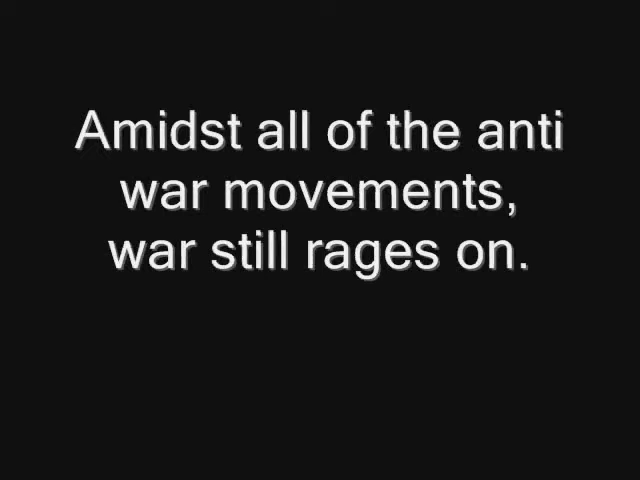 Amidst all of the anti
war movements,
war still rages on.